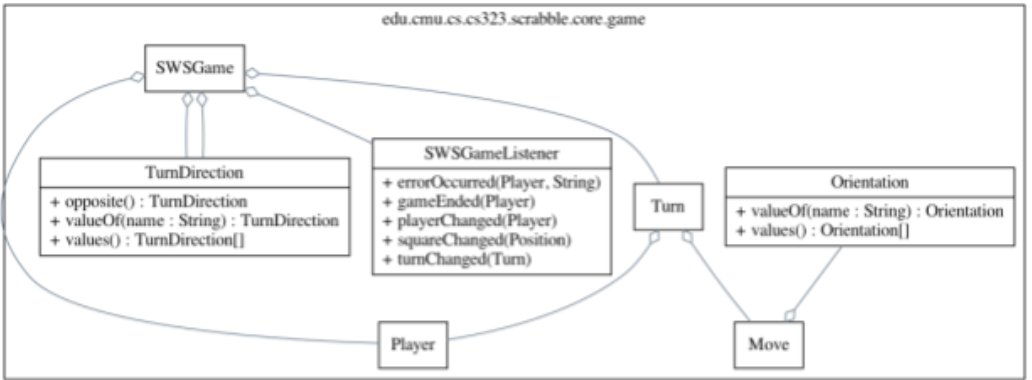 edu.cmu.cs.cs323.scrabble.core.game
SWSGame
TurnDirection
+ opposite() : TurnDirection
+ valueOf(name : String) : TurnDirection
+ values() : TurnDirection[]
SWSGameListener
+ errorOccurred(Player, String)
+ gameEnded(Player)
+ playerChanged(Player)
+ squareChanged(Position)
+ turnChanged(Turn)
Turn
Orientation
+ valueOf(name : String) : Orientation
+ values() : Orientation[]
Player
Move